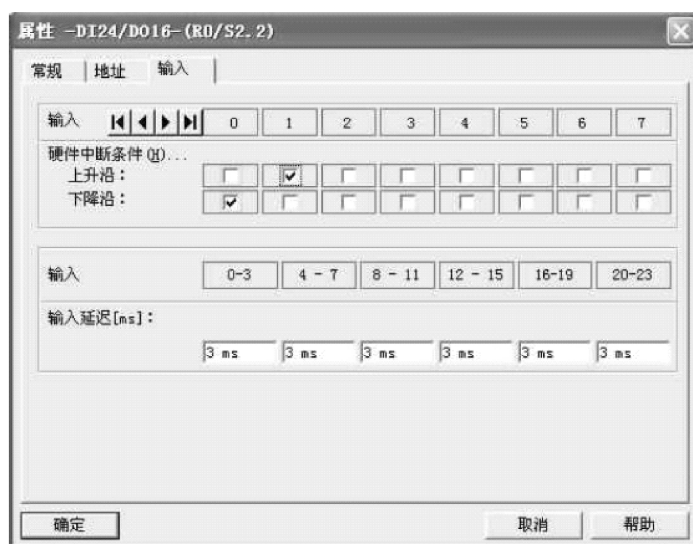 属性 -DI24/DO16-(R0/S2.2)
常规 地址 输入
输入 0 1 2 3 4 5 6 7
硬件中断条件(H)...
上升沿：
下降沿：
输入 0-3 4 - 7 8 - 11 12 - 15 16-19 20-23
输入延迟[ms]：
3 ms 3 ms 3 ms 3 ms 3 ms 3 ms
确定 取消 帮助